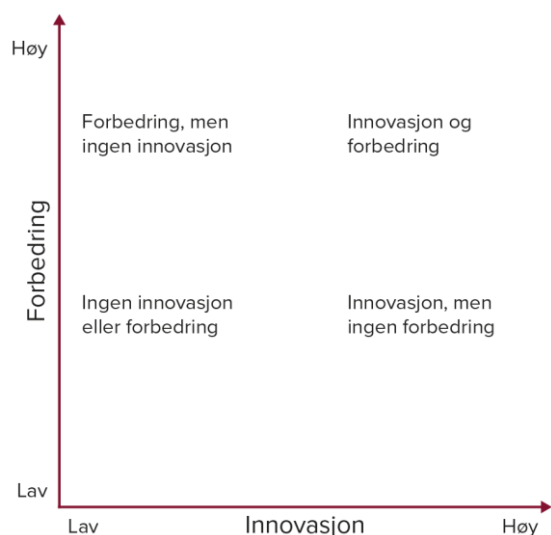 Høy
Forbedring, men
ingen innovasjon
Innovasjon og
forbedring
Forbedring
Ingen innovasjon
eller forbedring
Innovasjon, men
ingen forbedring
Lav
Lav
Innovasjon
Høy